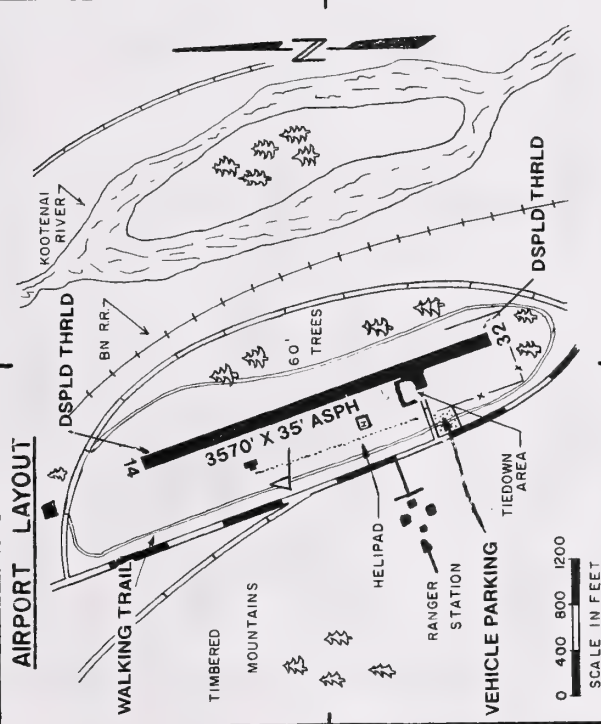 AIRPORT LAYOUT
N
KOOTENAI
RIVER
BN R.R.
DSPLD THRLD
14
60'
TREES
3570' X 35' ASPH
H
32
DSPLD THRLD
WALKING TRAIL
TIMBERED
MOUNTAINS
HELIPAD
RANGER
STATION
TIEDOWN
AREA
VEHICLE PARKING
0 400 800 1200
SCALE IN FEET